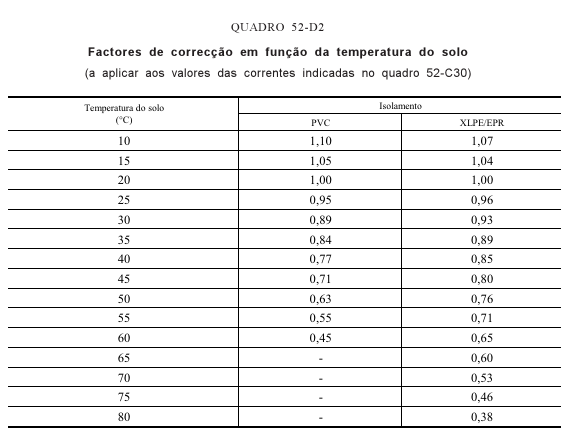 QUADRO 52-D2
Factores de correcção em função da temperatura do solo
(a aplicar aos valores das correntes indicadas no quadro 52-C30)
Temperatura do solo
(°C)
Isolamento
PVC XLPE/EPR
10 1,10 1,07
15 1,05 1,04
20 1,00 1,00
25 0,95 0,96
30 0,89 0,93
35 0,84 0,89
40 0,77 0,85
45 0,71 0,80
50 0,63 0,76
55 0,55 0,71
60 0,45 0,65
65 - 0,60
70 - 0,53
75 - 0,46
80 - 0,38